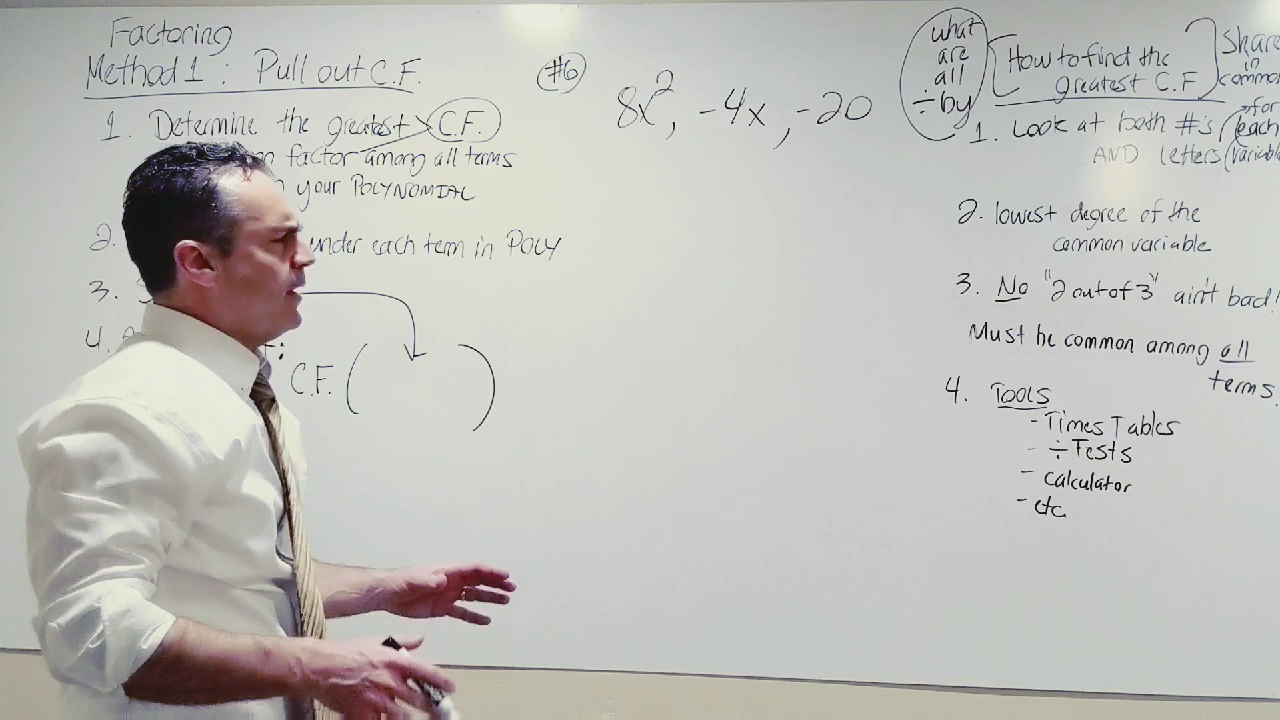 Factoring
Method 1: Pull out C.F.
1. Determine the greatest C.F.
factor among all terms
your POLYNOMIAL
2. under each term in POLY
3.
4.
C.F. ( )
#6
8x², -4x, -20
what
are
all
÷by
How to find the
greatest C.F
Share
in
common
1. Look at both #'s for each
AND letters (variable
2. lowest degree of the
common variable
3. No "2 out of 3" ain't bad!
Must be common among all
terms.
4. TOOLS
- Times Tables
- ÷ Tests
- calculator
- etc